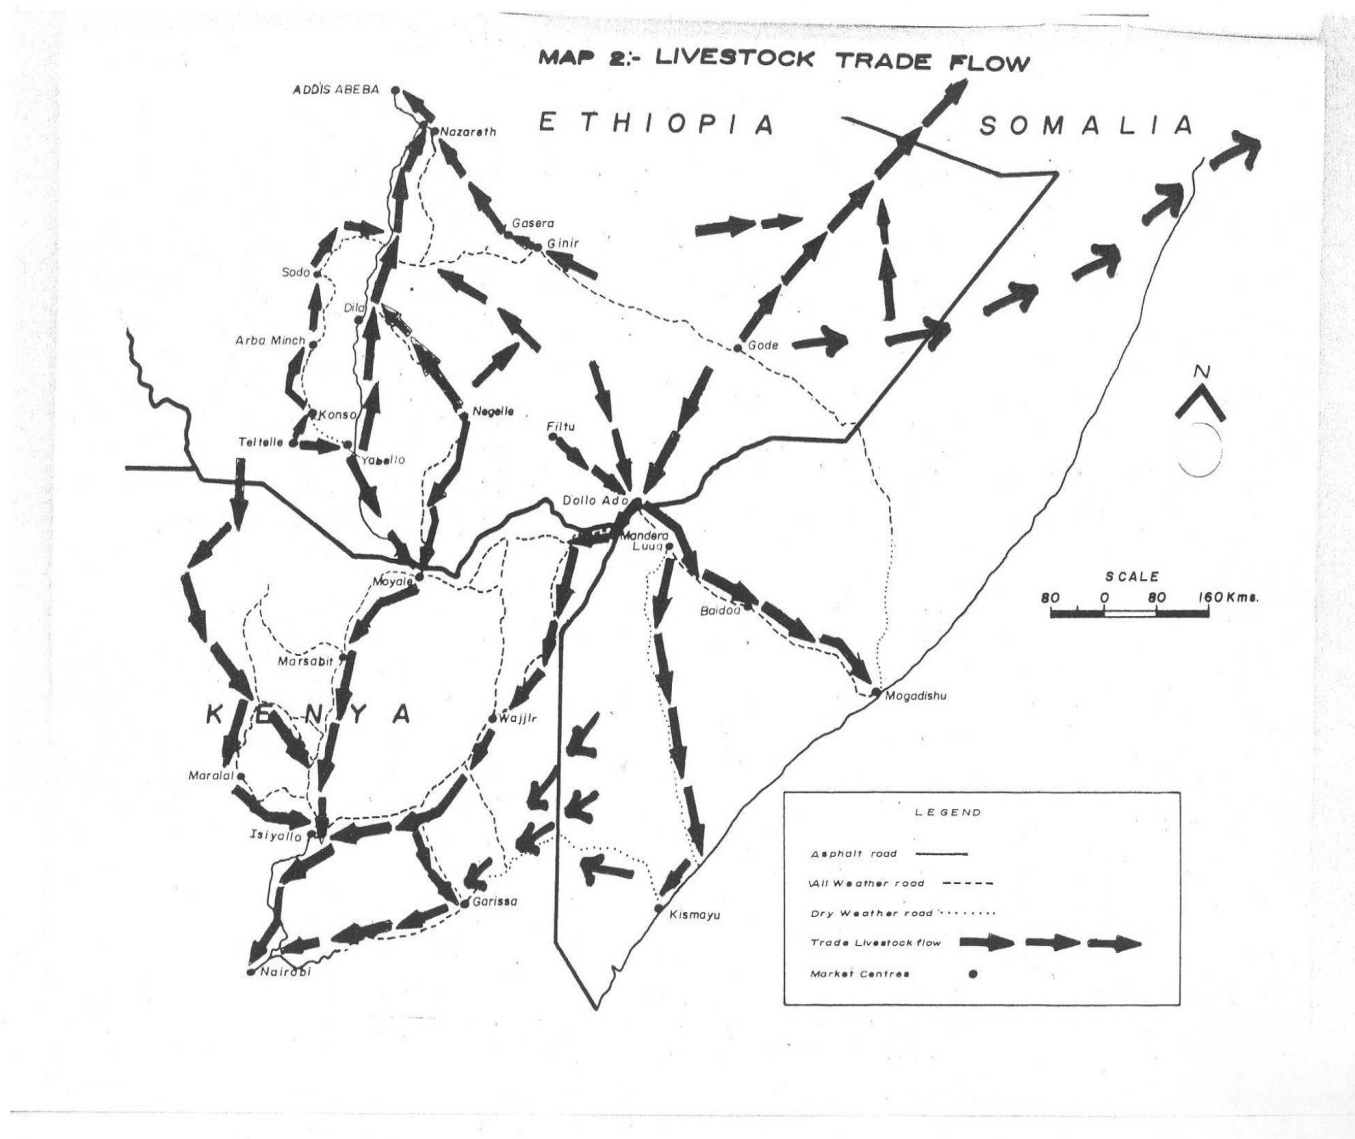 MAP 2:- LIVESTOCK TRADE FLOW
ADDIS ABEBA
ETHIOPIA
SOMALIA
Nazareth
Gasera
Ginir
Sodo
Dila
Arba Minch
Gode
N
Konso
Negelle
Filtu
Teltelle
Yabello
Dollo Ado
Mandera
Luuq
Moyale
SCALE
80 0 80 160 Kms.
Baidoa
Marsabit
Mogadishu
KENYA
Wajjir
Maralal
Isiyallo
LEGEND
Asphalt road
All Weather road
Dry Weather road
Garissa
Kismayu
Trade Livestock flow
Nairobi
Market Centres